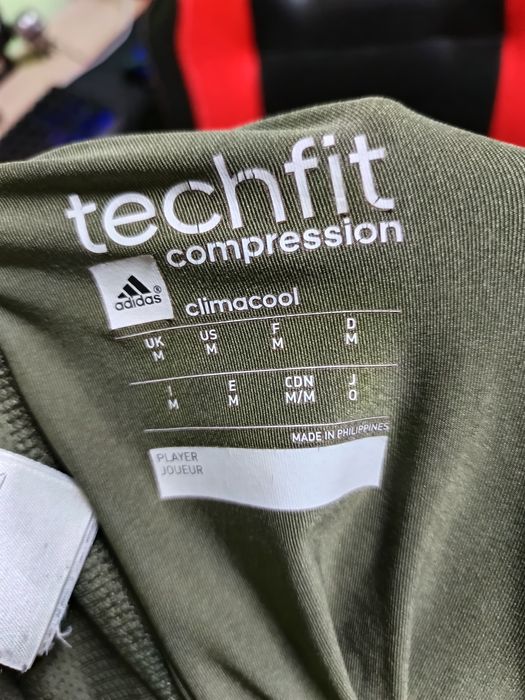 techfit
compression
adidas®
climacool
UK US F D
M M M M
I E CDN J
M M M/M O
MADE IN PHILIPPINES
PLAYER
JOUEUR